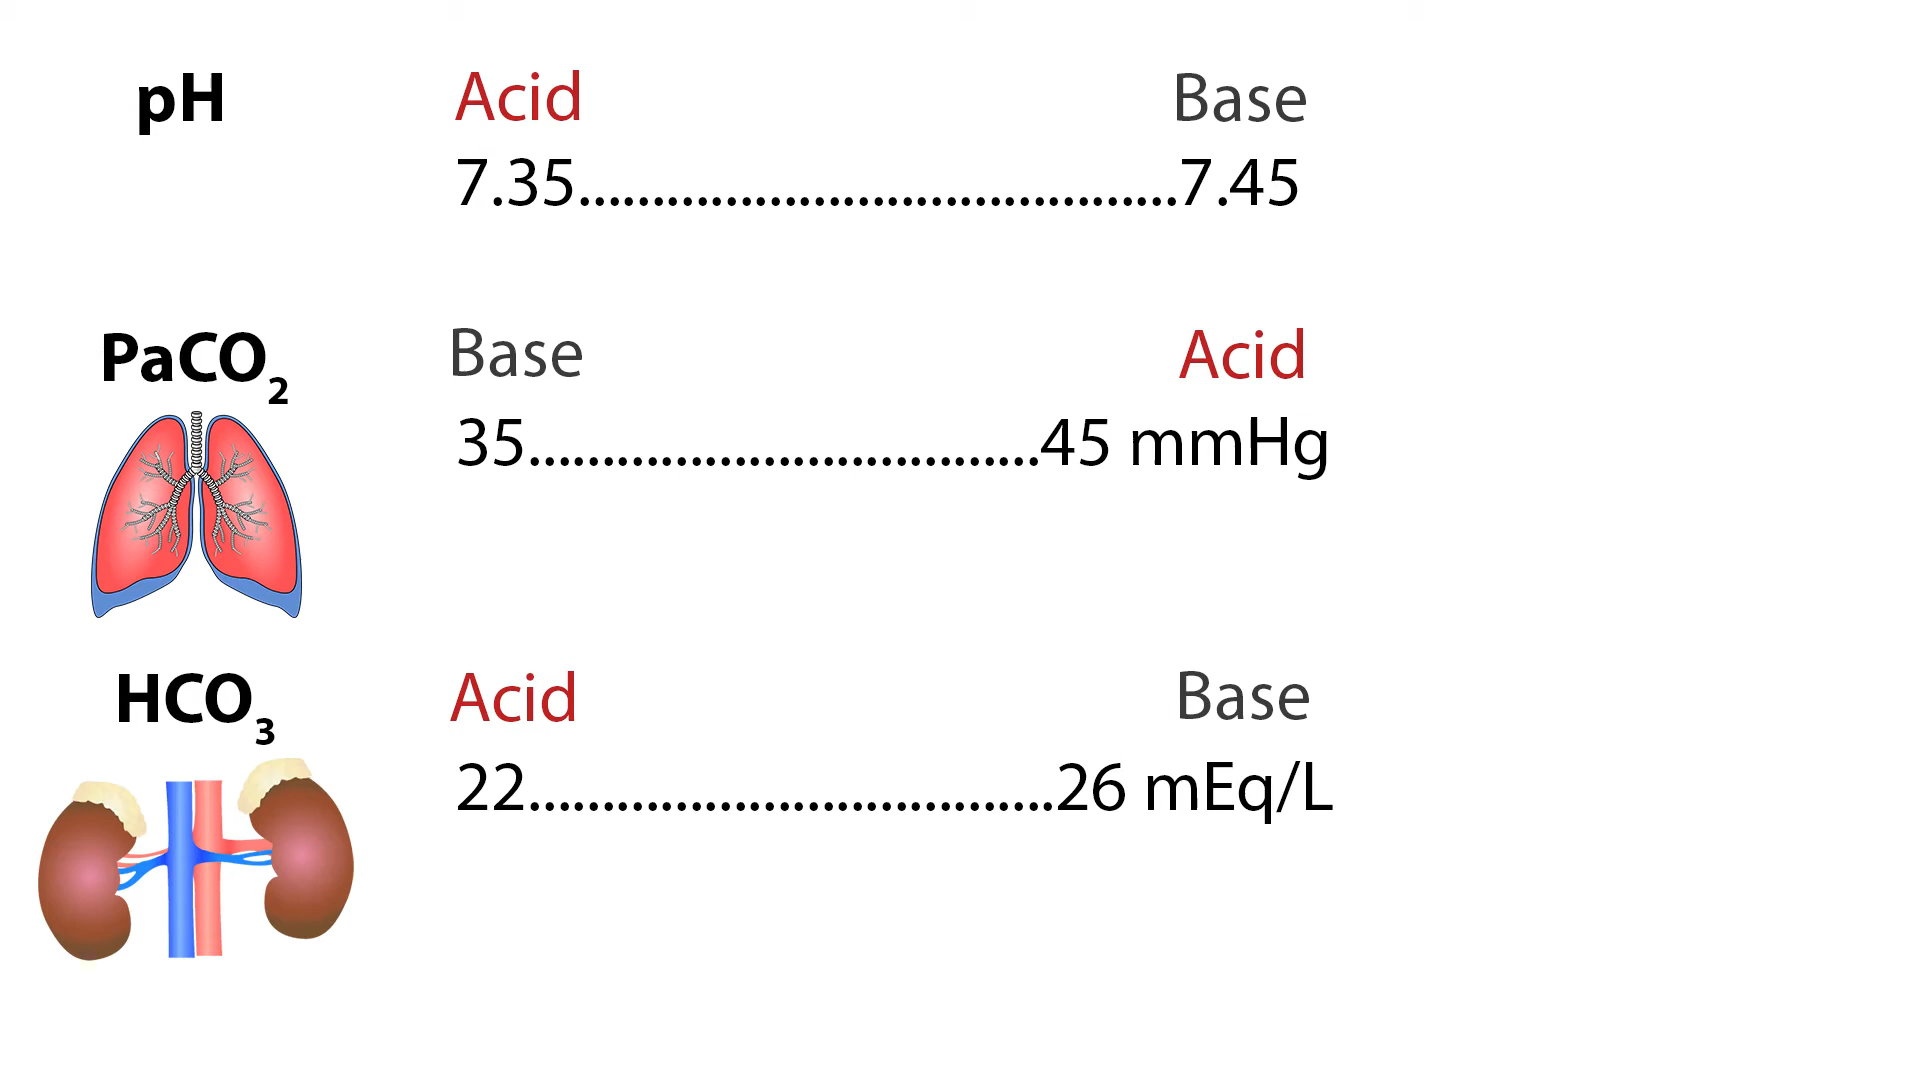 pH
Acid Base
7.35.........................................7.45
PaCO₂
Base Acid
35...................................45 mmHg
HCO₃
Acid Base
22....................................26 mEq/L